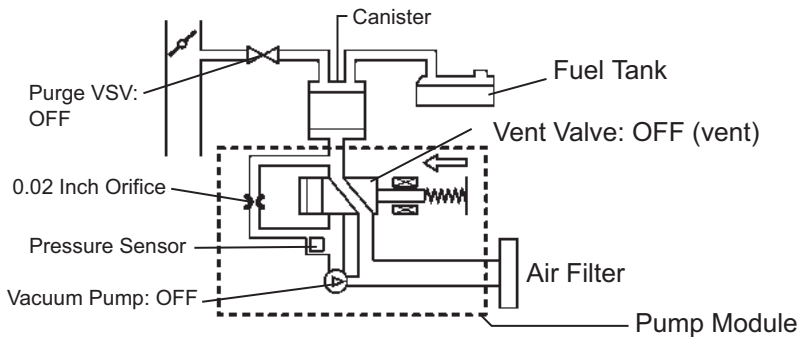 Canister
Fuel Tank
Purge VSV:
OFF
Vent Valve: OFF (vent)
0.02 Inch Orifice
Pressure Sensor
Air Filter
Vacuum Pump: OFF
Pump Module